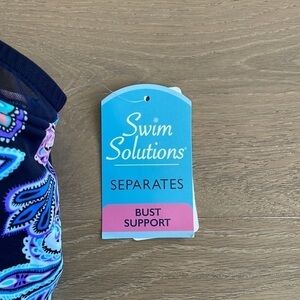 Swim
Solutions®
SEPARATES
BUST
SUPPORT